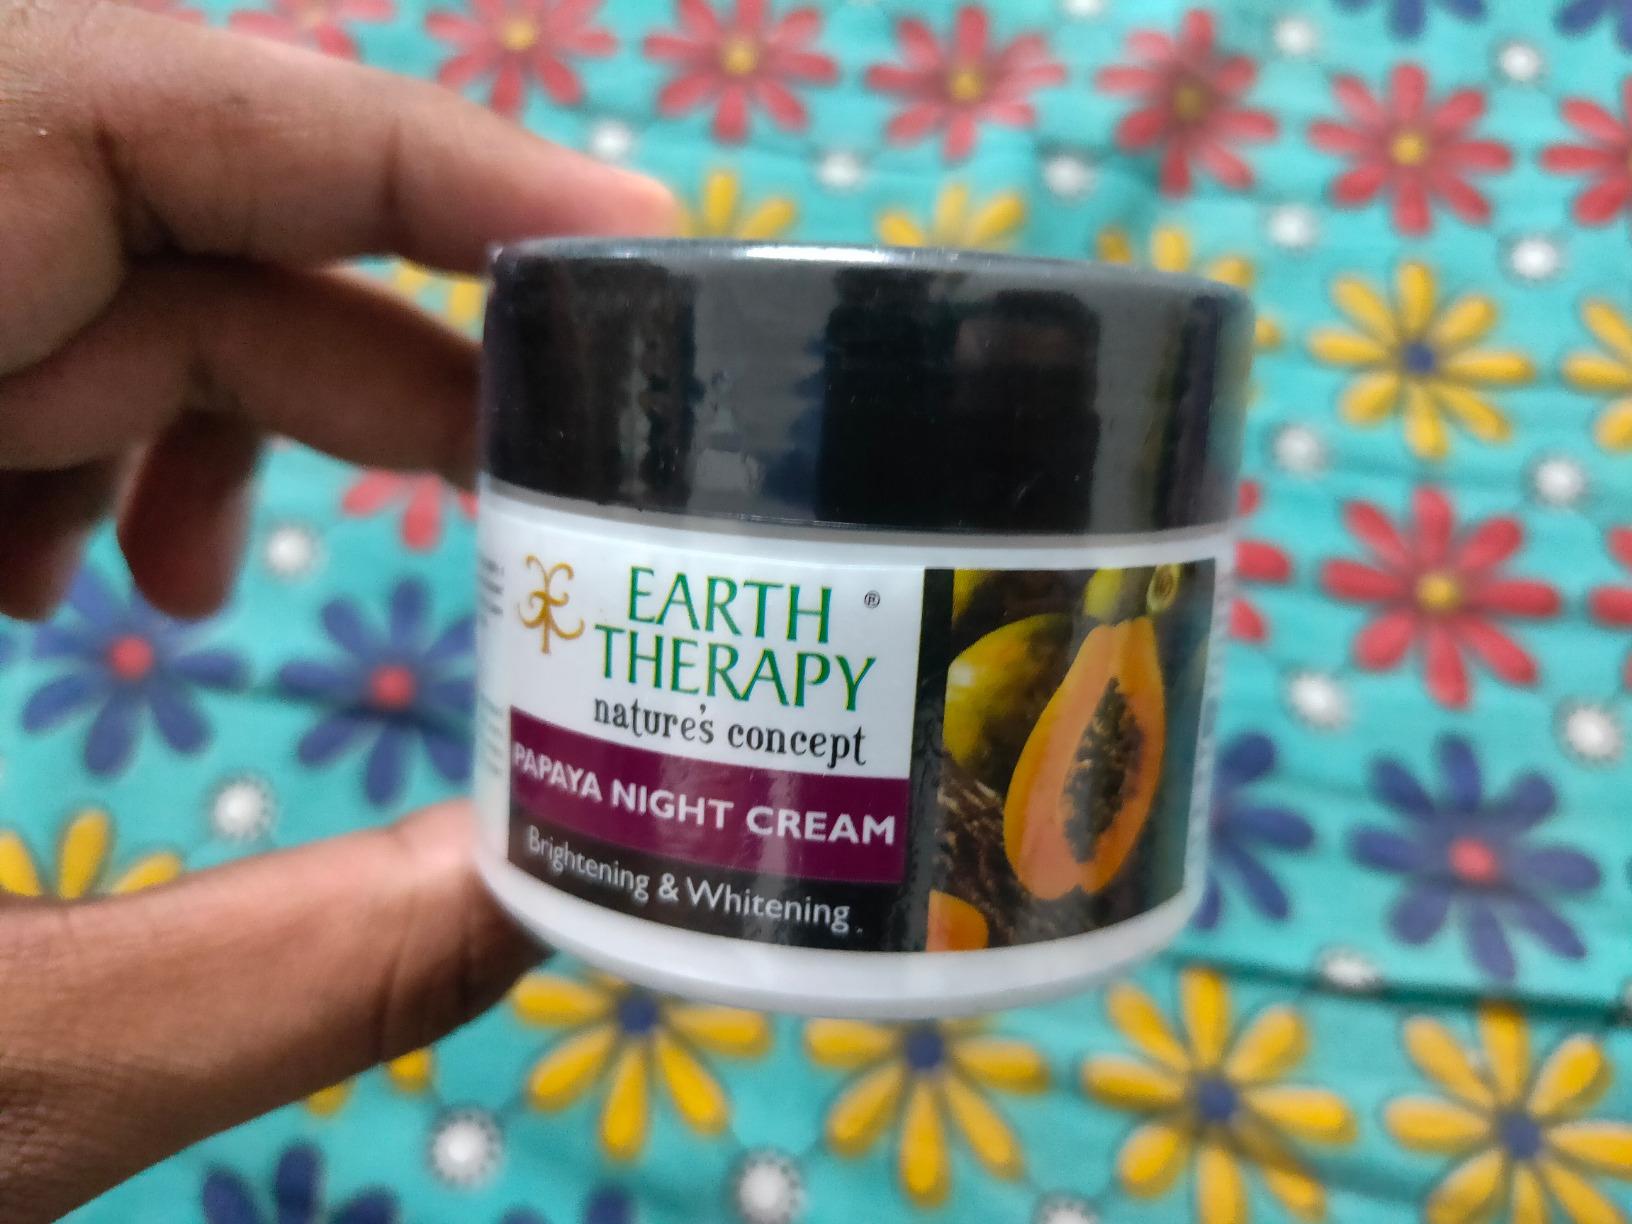 EARTH ®
THERAPY
nature's concept
PAPAYA NIGHT CREAM
Brightening & Whitening